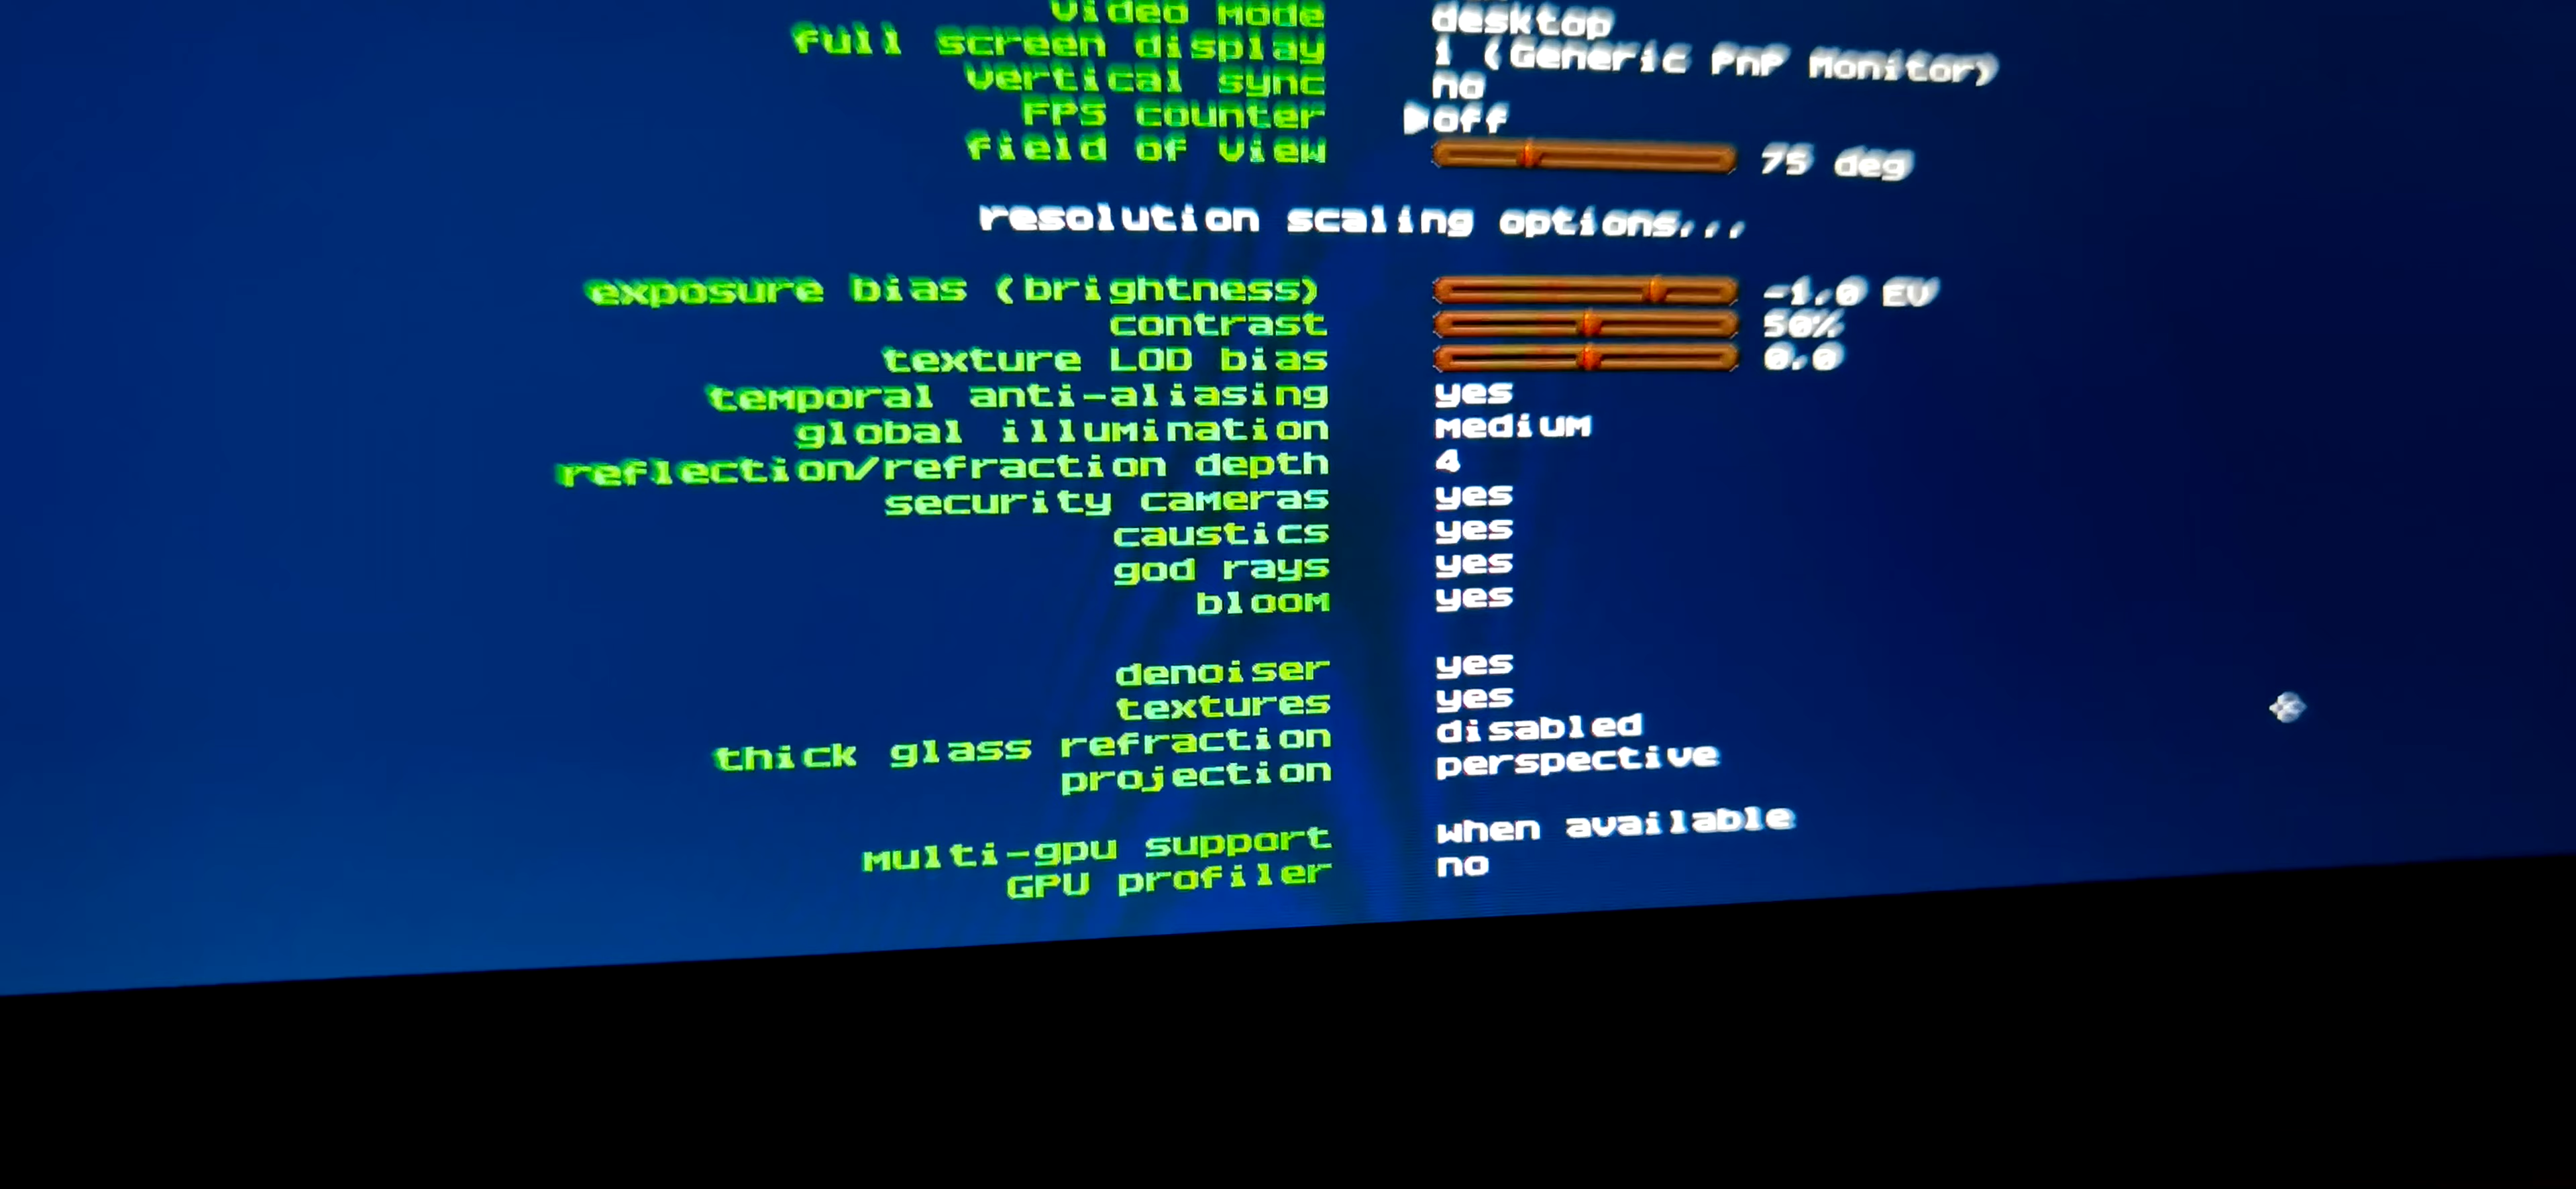 video mode desktop
full screen display 1 (Generic PnP Monitor)
vertical sync no
FPS counter off
field of view 75 deg
resolution scaling options...
exposure bias (brightness) -1.0 EV
contrast 50%
texture LOD bias 0.0
temporal anti-aliasing yes
global illumination medium
reflection/refraction depth 4
security cameras yes
caustics yes
god rays yes
bloom yes
denoiser yes
textures yes
thick glass refraction disabled
projection perspective
multi-gpu support when available
GPU profiler no